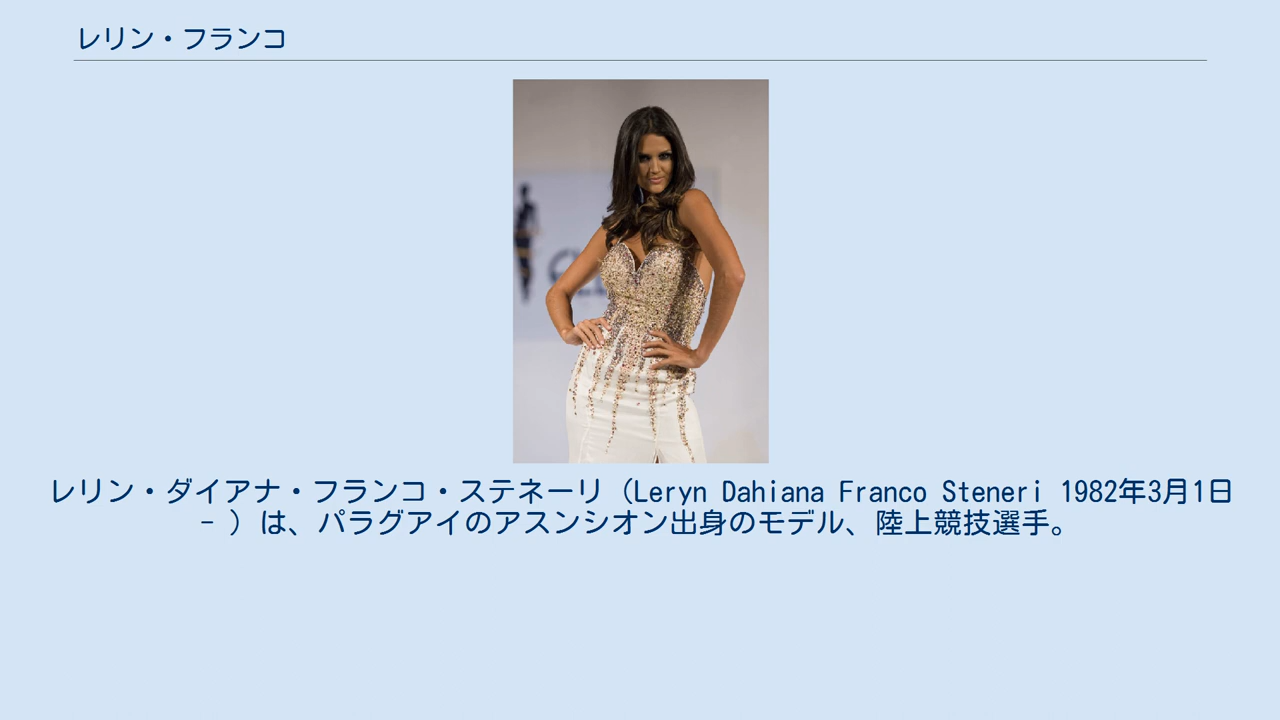 レリン・フランコ
レリン・ダイアナ・フランコ・ステネーリ（Leryn Dahiana Franco Steneri 1982年3月1日
- ）は、パラグアイのアスンシオン出身のモデル、陸上競技選手。